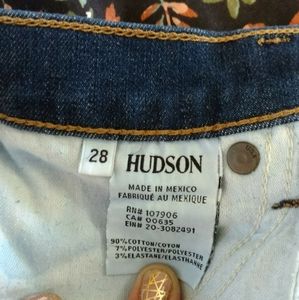 28
HUDSON
MADE IN MEXICO
FABRIQUÉ AU MEXIQUE
RN# 107906
CA# 00635
EIN# 20-3082491
90% COTTON/COTON
7% POLYESTER/POLYESTER
3% ELASTANE/ELASTHANNE